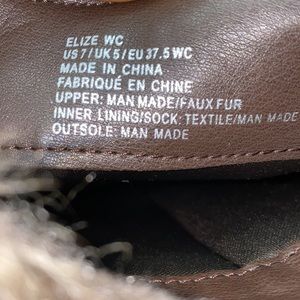 ELIZE WC
US 7 / UK 5 / EU 37.5 WC
MADE IN CHINA
FABRIQUÉ EN CHINE
UPPER: MAN MADE/FAUX FUR
INNER LINING/SOCK: TEXTILE/MAN MADE
OUTSOLE: MAN MADE